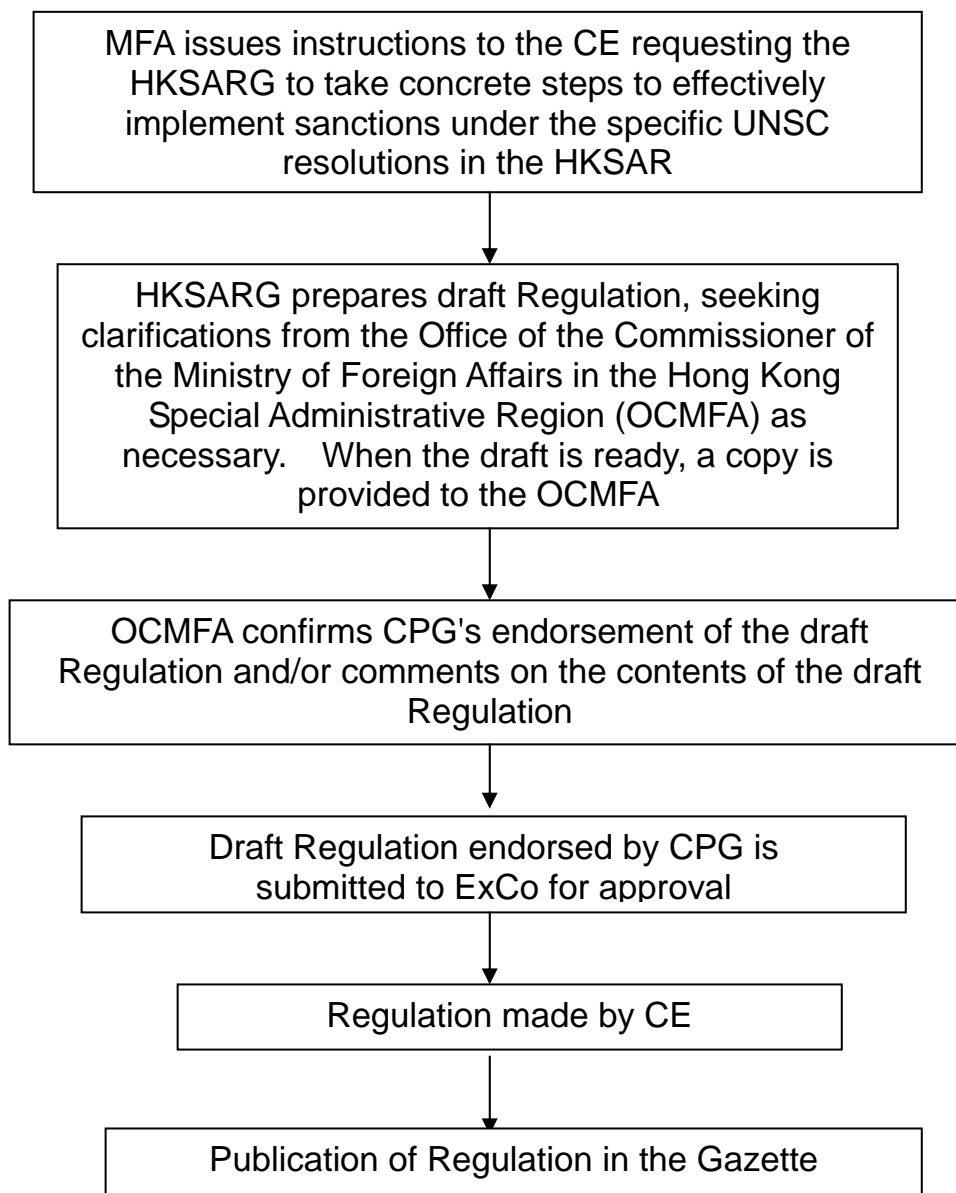 MFA issues instructions to the CE requesting the
HKSARG to take concrete steps to effectively
implement sanctions under the specific UNSC
resolutions in the HKSAR
HKSARG prepares draft Regulation, seeking
clarifications from the Office of the Commissioner of
the Ministry of Foreign Affairs in the Hong Kong
Special Administrative Region (OCMFA) as
necessary.   When the draft is ready, a copy is
provided to the OCMFA
OCMFA confirms CPG's endorsement of the draft
Regulation and/or comments on the contents of the draft
Regulation
Draft Regulation endorsed by CPG is
submitted to ExCo for approval
Regulation made by CE
Publication of Regulation in the Gazette